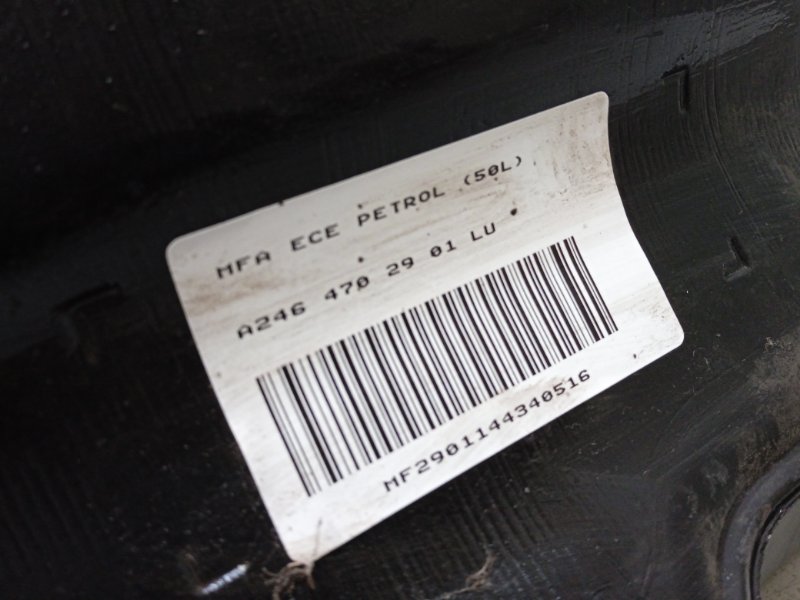 MFA ECE PETROL (50L)
A246 470 29 01 LU
MF2901144340516